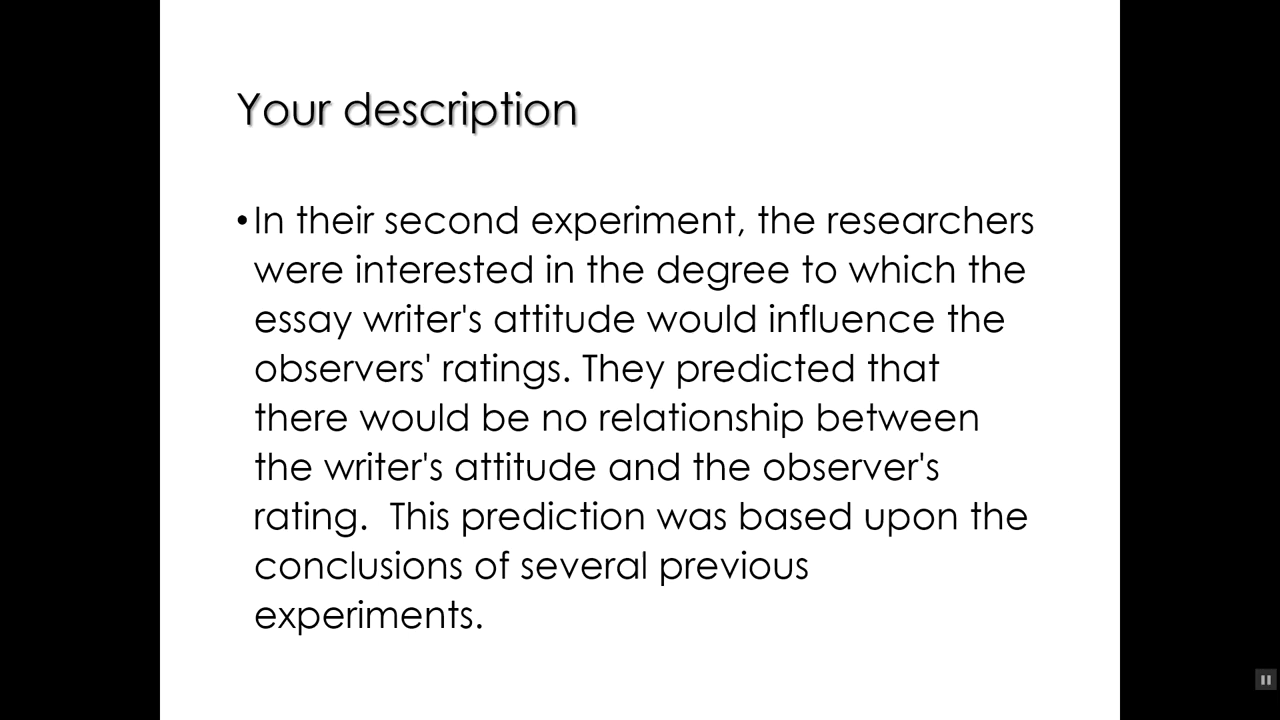 Your description
•In their second experiment, the researchers
were interested in the degree to which the
essay writer's attitude would influence the
observers' ratings. They predicted that
there would be no relationship between
the writer's attitude and the observer's
rating.  This prediction was based upon the
conclusions of several previous
experiments.